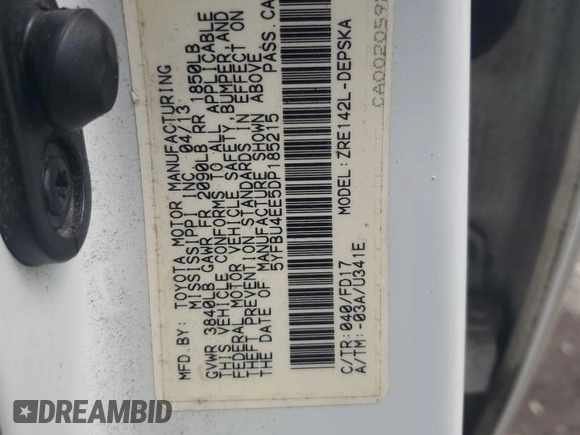 MFD.BY: TOYOTA MOTOR MANUFACTURING
MISSISSIPPI INC. 04/13
GVWR 3840LB GAWR FR 2090LB RR 1850LB
THIS VEHICLE CONFORMS TO ALL APPLICABLE
FEDERAL MOTOR VEHICLE SAFETY, BUMPER, AND
THEFT PREVENTION STANDARDS IN EFFECT ON
THE DATE OF MANUFACTURE SHOWN ABOVE.
5YFBU4EE5DP185215 PASS.CA
MODEL: ZRE142L-DEPSKA
C/TR: 040/FD17
A/TM: -03A/U341E
DREAMBID